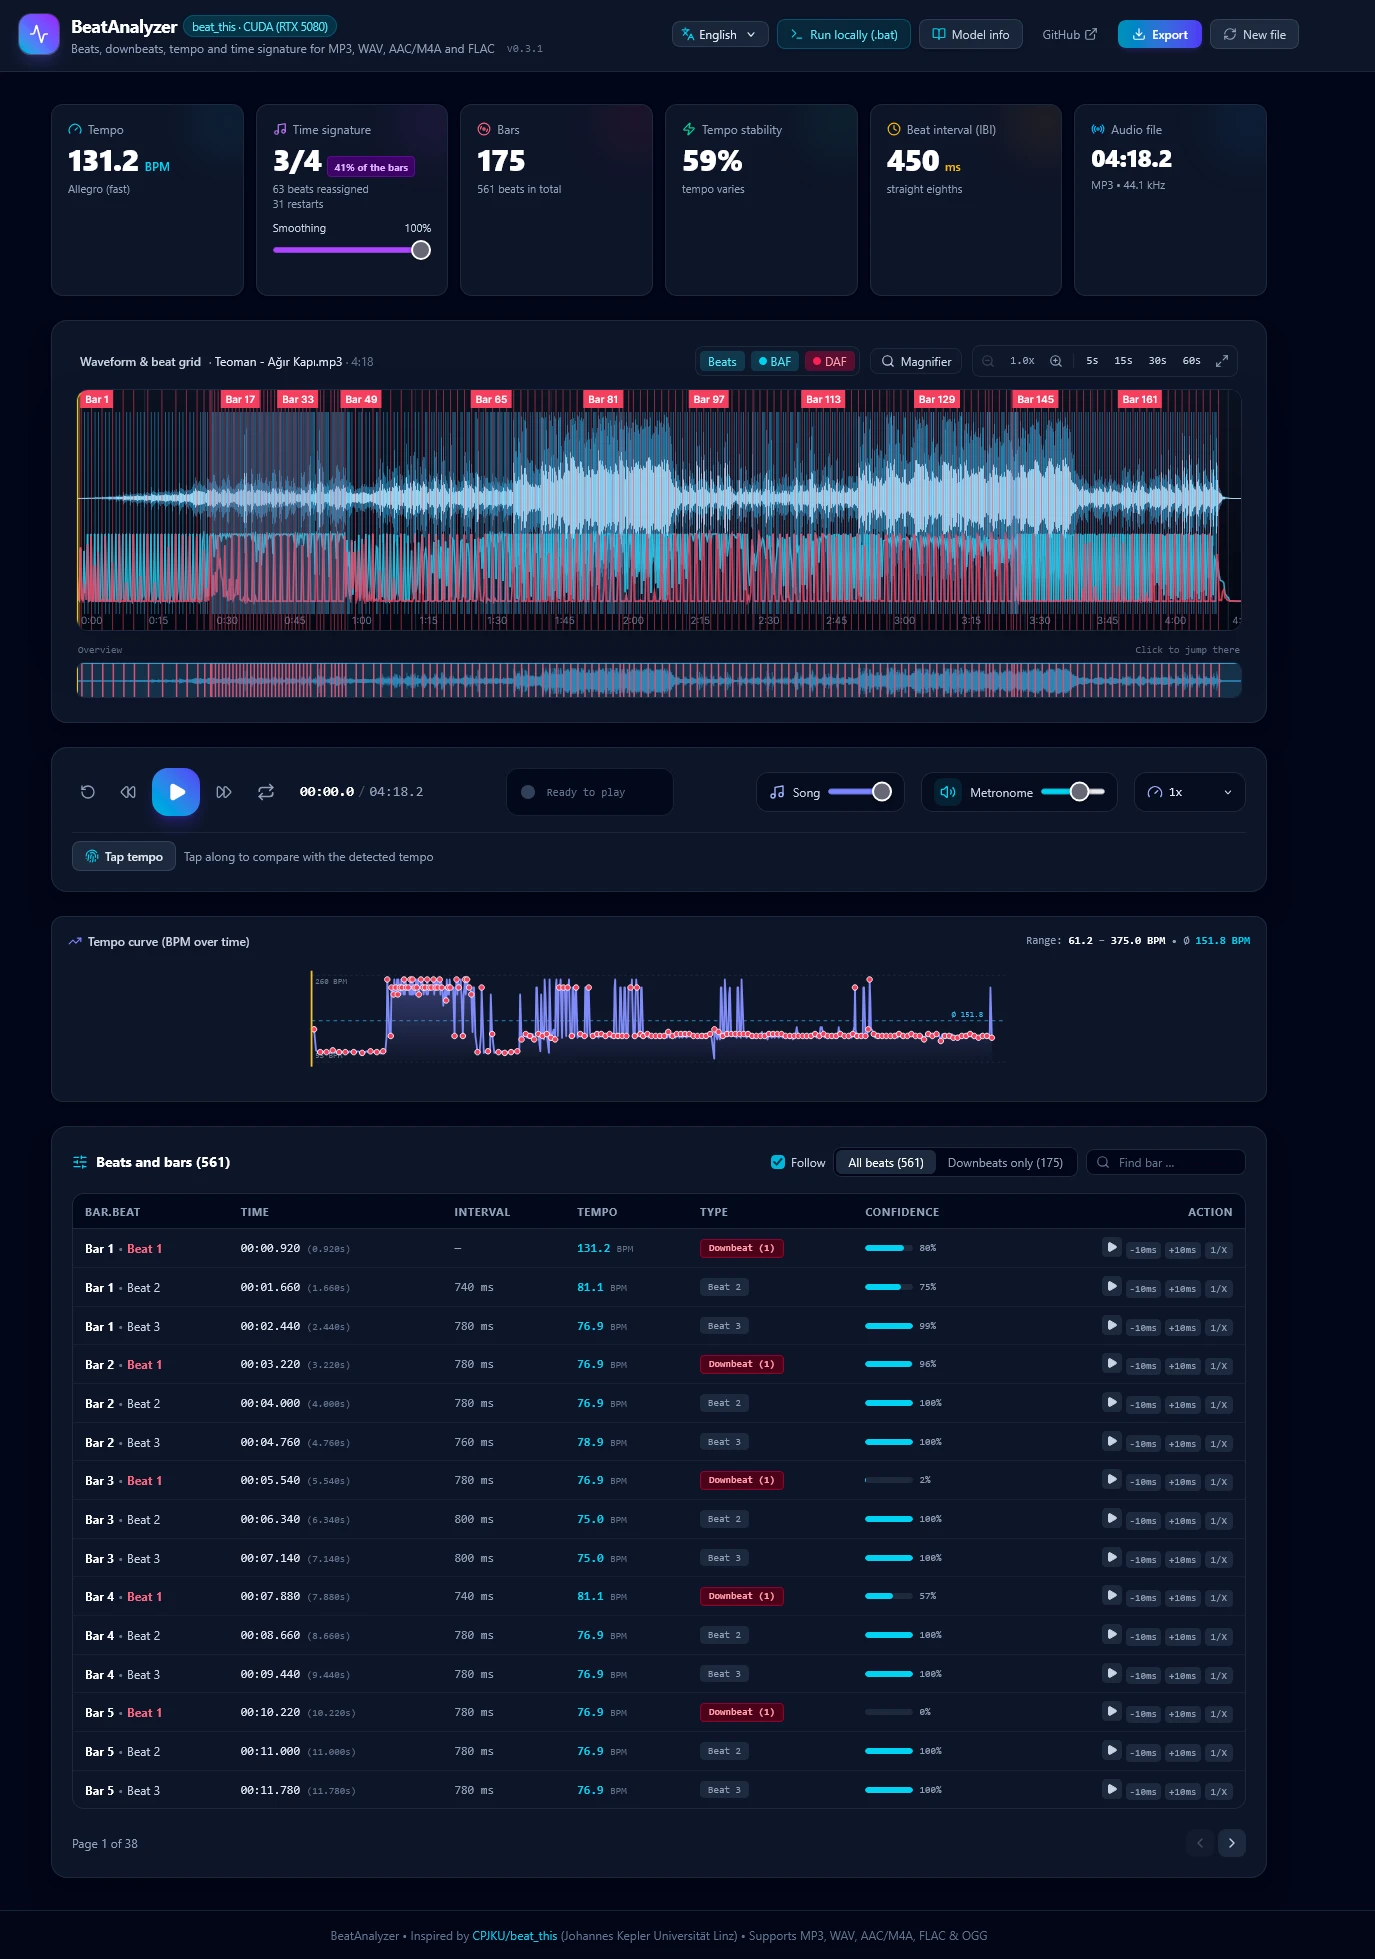 BeatAnalyzer beat_this · CUDA (RTX 5080)
Beats, downbeats, tempo and time signature for MP3, WAV, AAC/M4A and FLAC v0.3.1
English Run locally (.bat) Model info GitHub Export New file
Tempo
131.2 BPM
Allegro (fast)
Time signature
3/4 41% of the bars
63 beats reassigned
31 restarts
Smoothing 100%
Bars
175
561 beats in total
Tempo stability
59%
tempo varies
Beat interval (IBI)
450 ms
straight eighths
Audio file
04:18.2
MP3 • 44.1 kHz
Waveform & beat grid · Teoman - Ağır Kapı.mp3 · 4:18
Beats BAF DAF Magnifier 1.0x 5s 15s 30s 60s
Bar 1 Bar 17 Bar 33 Bar 49 Bar 65 Bar 81 Bar 97 Bar 113 Bar 129 Bar 145 Bar 161
0:00 0:15 0:30 0:45 1:00 1:15 1:30 1:45 2:00 2:15 2:30 2:45 3:00 3:15 3:30 3:45 4:00 4:
Overview Click to jump there
00:00.0 / 04:18.2 Ready to play Song Metronome 1x
Tap tempo Tap along to compare with the detected tempo
Tempo curve (BPM over time) Range: 61.2 – 375.0 BPM • Ø 151.8 BPM
260 BPM
Ø 151.8
BPM
Beats and bars (561) Follow All beats (561) Downbeats only (175) Find bar ...
BAR.BEAT TIME INTERVAL TEMPO TYPE CONFIDENCE ACTION
Bar 1 • Beat 1 00:00.920 (0.920s) — 131.2 BPM Downbeat (1) 80% -10ms +10ms 1/X
Bar 1 • Beat 2 00:01.660 (1.660s) 740 ms 81.1 BPM Beat 2 75% -10ms +10ms 1/X
Bar 1 • Beat 3 00:02.440 (2.440s) 780 ms 76.9 BPM Beat 3 99% -10ms +10ms 1/X
Bar 2 • Beat 1 00:03.220 (3.220s) 780 ms 76.9 BPM Downbeat (1) 96% -10ms +10ms 1/X
Bar 2 • Beat 2 00:04.000 (4.000s) 780 ms 76.9 BPM Beat 2 100% -10ms +10ms 1/X
Bar 2 • Beat 3 00:04.760 (4.760s) 760 ms 78.9 BPM Beat 3 100% -10ms +10ms 1/X
Bar 3 • Beat 1 00:05.540 (5.540s) 780 ms 76.9 BPM Downbeat (1) 2% -10ms +10ms 1/X
Bar 3 • Beat 2 00:06.340 (6.340s) 800 ms 75.0 BPM Beat 2 100% -10ms +10ms 1/X
Bar 3 • Beat 3 00:07.140 (7.140s) 800 ms 75.0 BPM Beat 3 100% -10ms +10ms 1/X
Bar 4 • Beat 1 00:07.880 (7.880s) 740 ms 81.1 BPM Downbeat (1) 57% -10ms +10ms 1/X
Bar 4 • Beat 2 00:08.660 (8.660s) 780 ms 76.9 BPM Beat 2 100% -10ms +10ms 1/X
Bar 4 • Beat 3 00:09.440 (9.440s) 780 ms 76.9 BPM Beat 3 100% -10ms +10ms 1/X
Bar 5 • Beat 1 00:10.220 (10.220s) 780 ms 76.9 BPM Downbeat (1) 0% -10ms +10ms 1/X
Bar 5 • Beat 2 00:11.000 (11.000s) 780 ms 76.9 BPM Beat 2 100% -10ms +10ms 1/X
Bar 5 • Beat 3 00:11.780 (11.780s) 780 ms 76.9 BPM Beat 3 100% -10ms +10ms 1/X
Page 1 of 38
BeatAnalyzer • Inspired by CPJKU/beat_this (Johannes Kepler Universität Linz) • Supports MP3, WAV, AAC/M4A, FLAC & OGG